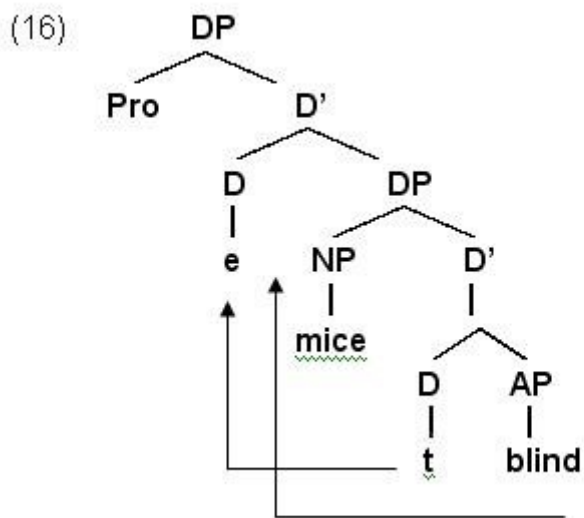 (16) DP
Pro D’
D DP
e NP D’
mice
D AP
t blind